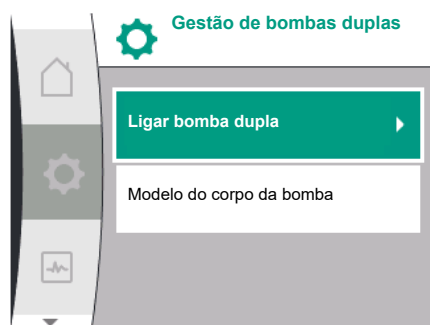 Gestão de bombas duplas
Ligar bomba dupla
Modelo do corpo da bomba